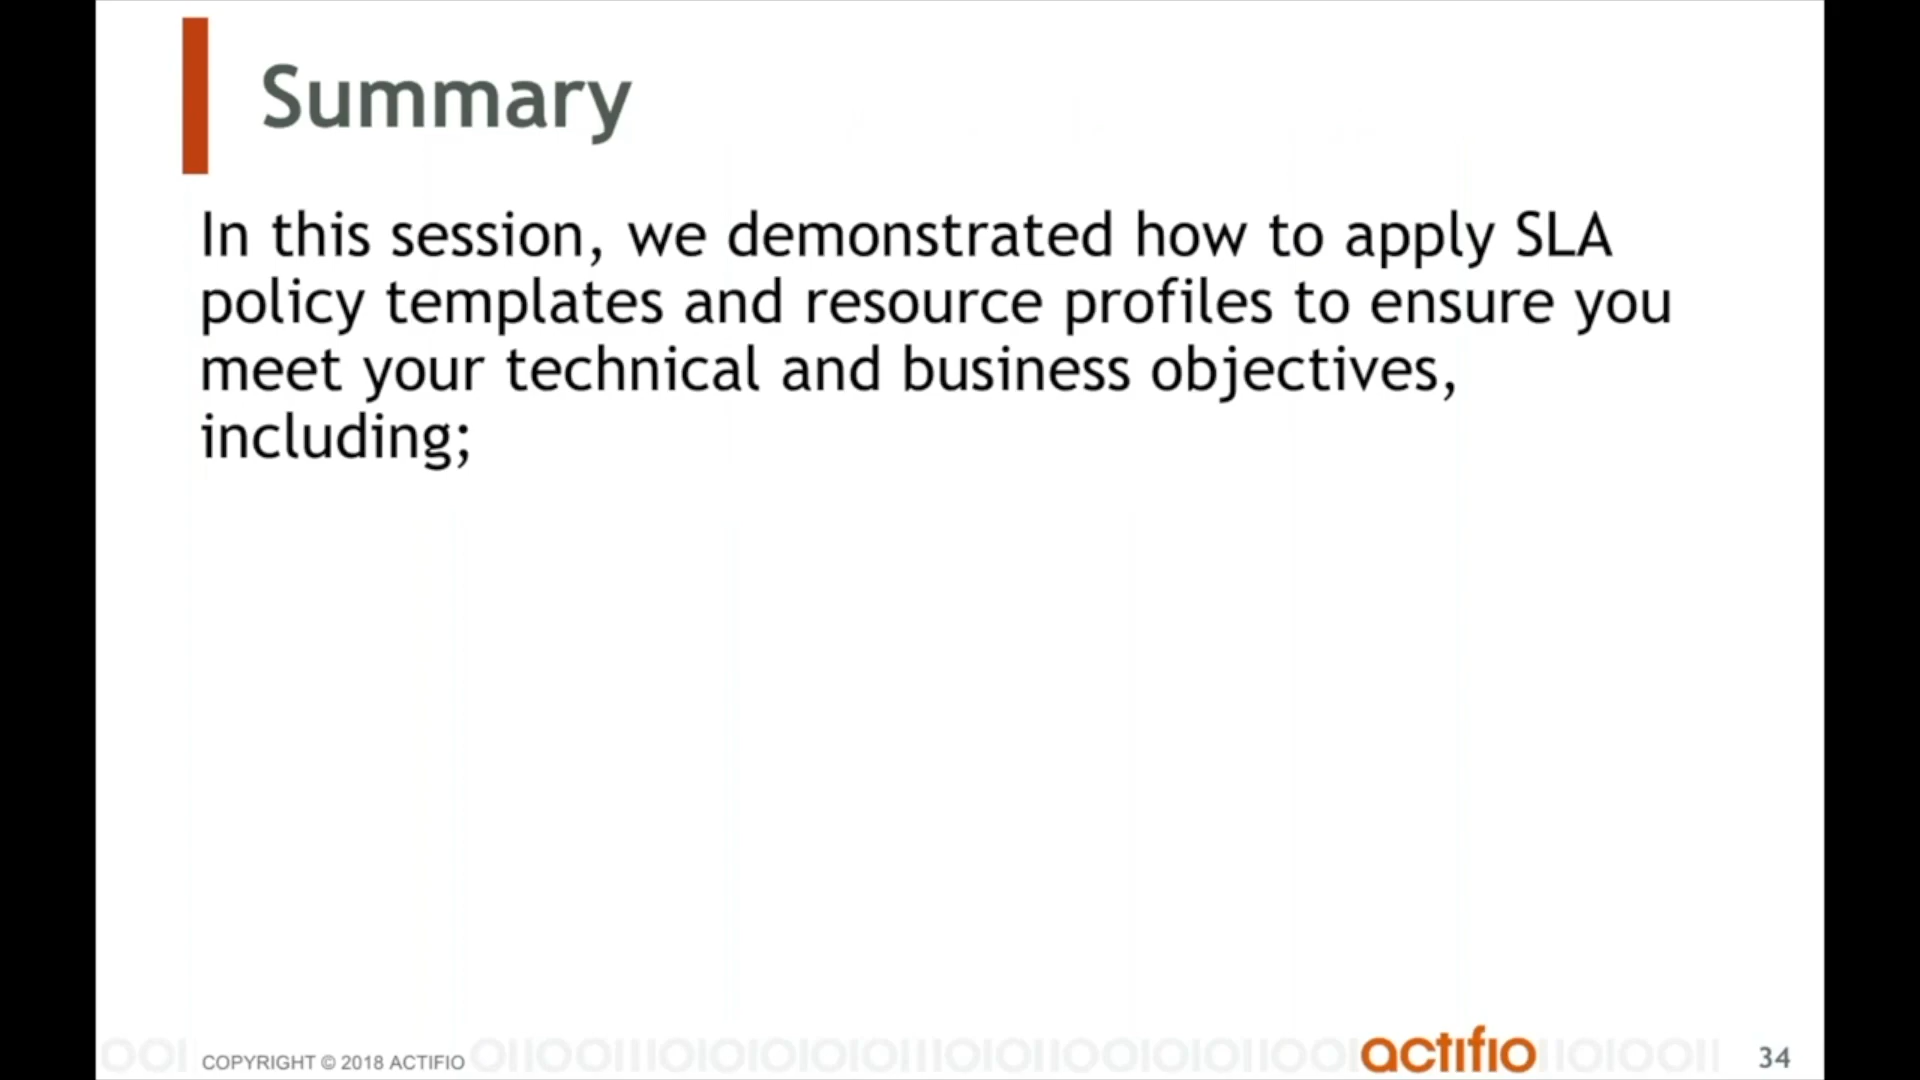 Summary
In this session, we demonstrated how to apply SLA
policy templates and resource profiles to ensure you
meet your technical and business objectives,
including;
COPYRIGHT © 2018 ACTIFIO
actifio
34